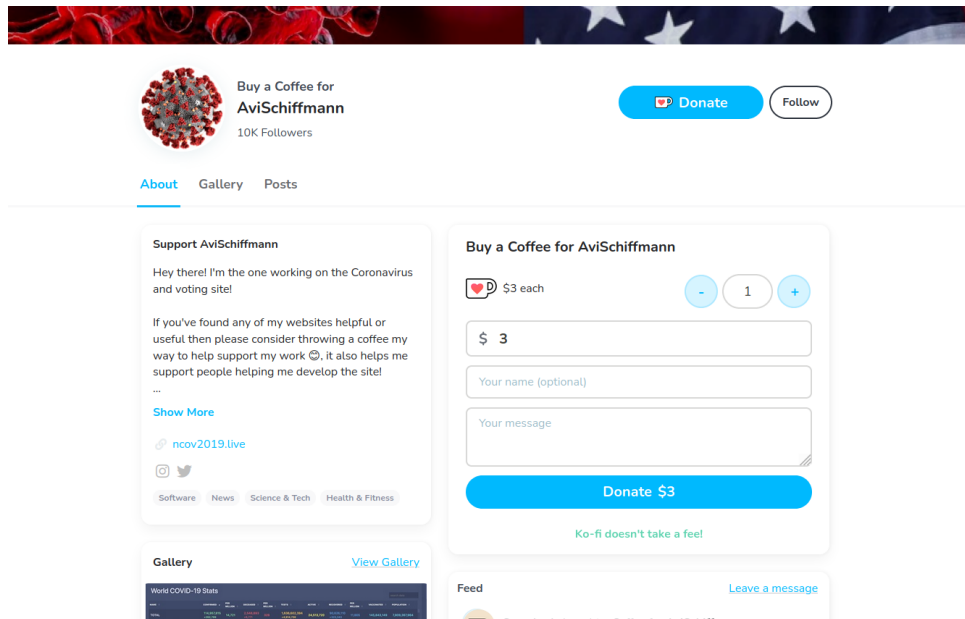 Buy a Coffee for
AviSchiffmann
10K Followers
Donate
Follow
About
Gallery
Posts
Support AviSchiffmann
Hey there! I'm the one working on the Coronavirus
and voting site!
If you've found any of my websites helpful or
useful then please consider throwing a coffee my
way to help support my work 😊, it also helps me
support people helping me develop the site!
...
Show More
ncov2019.live
Software
News
Science & Tech
Health & Fitness
Gallery
View Gallery
World COVID-19 Stats
Buy a Coffee for AviSchiffmann
$3 each
-
1
+
$ 3
Your name (optional)
Your message
Donate $3
Ko-fi doesn't take a fee!
Feed
Leave a message